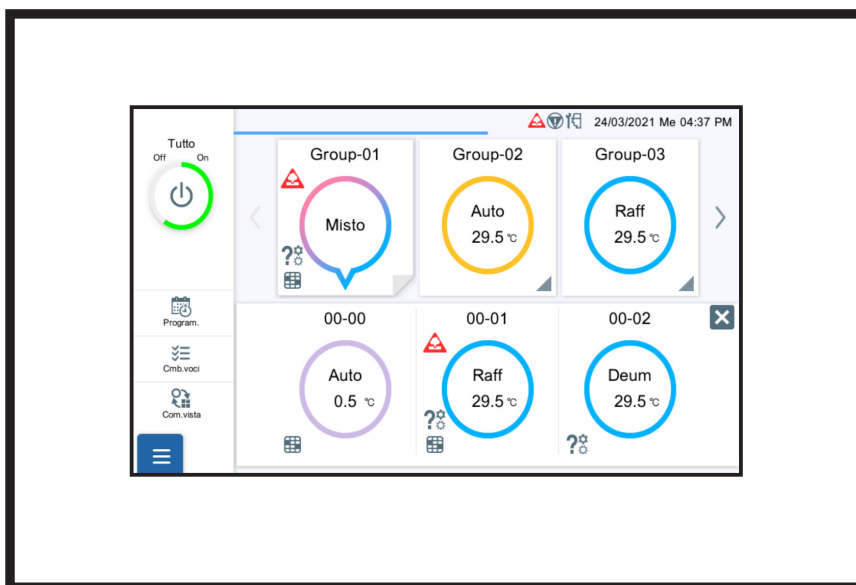 24/03/2021 Me 04:37 PM
Tutto
Off On
Group-01
Misto
Group-02
Auto
29.5 ℃
Group-03
Raff
29.5 ℃
Program.
Cmb.voci
Com.vista
00-00
Auto
0.5 ℃
00-01
Raff
29.5 ℃
00-02
Deum
29.5 ℃